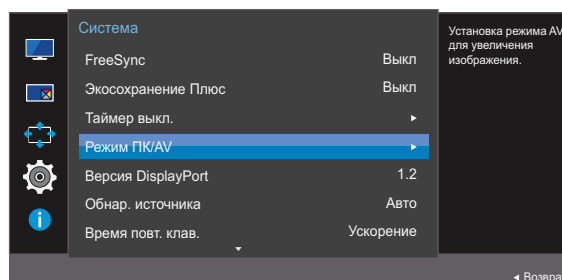 Система
FreeSync Выкл
Экосохранение Плюс Выкл
Таймер выкл.
Режим ПК/AV
Версия DisplayPort 1.2
Обнар. источника Авто
Время повт. клав. Ускорение
Установка режима AV
для увеличения
изображения.
Возврат